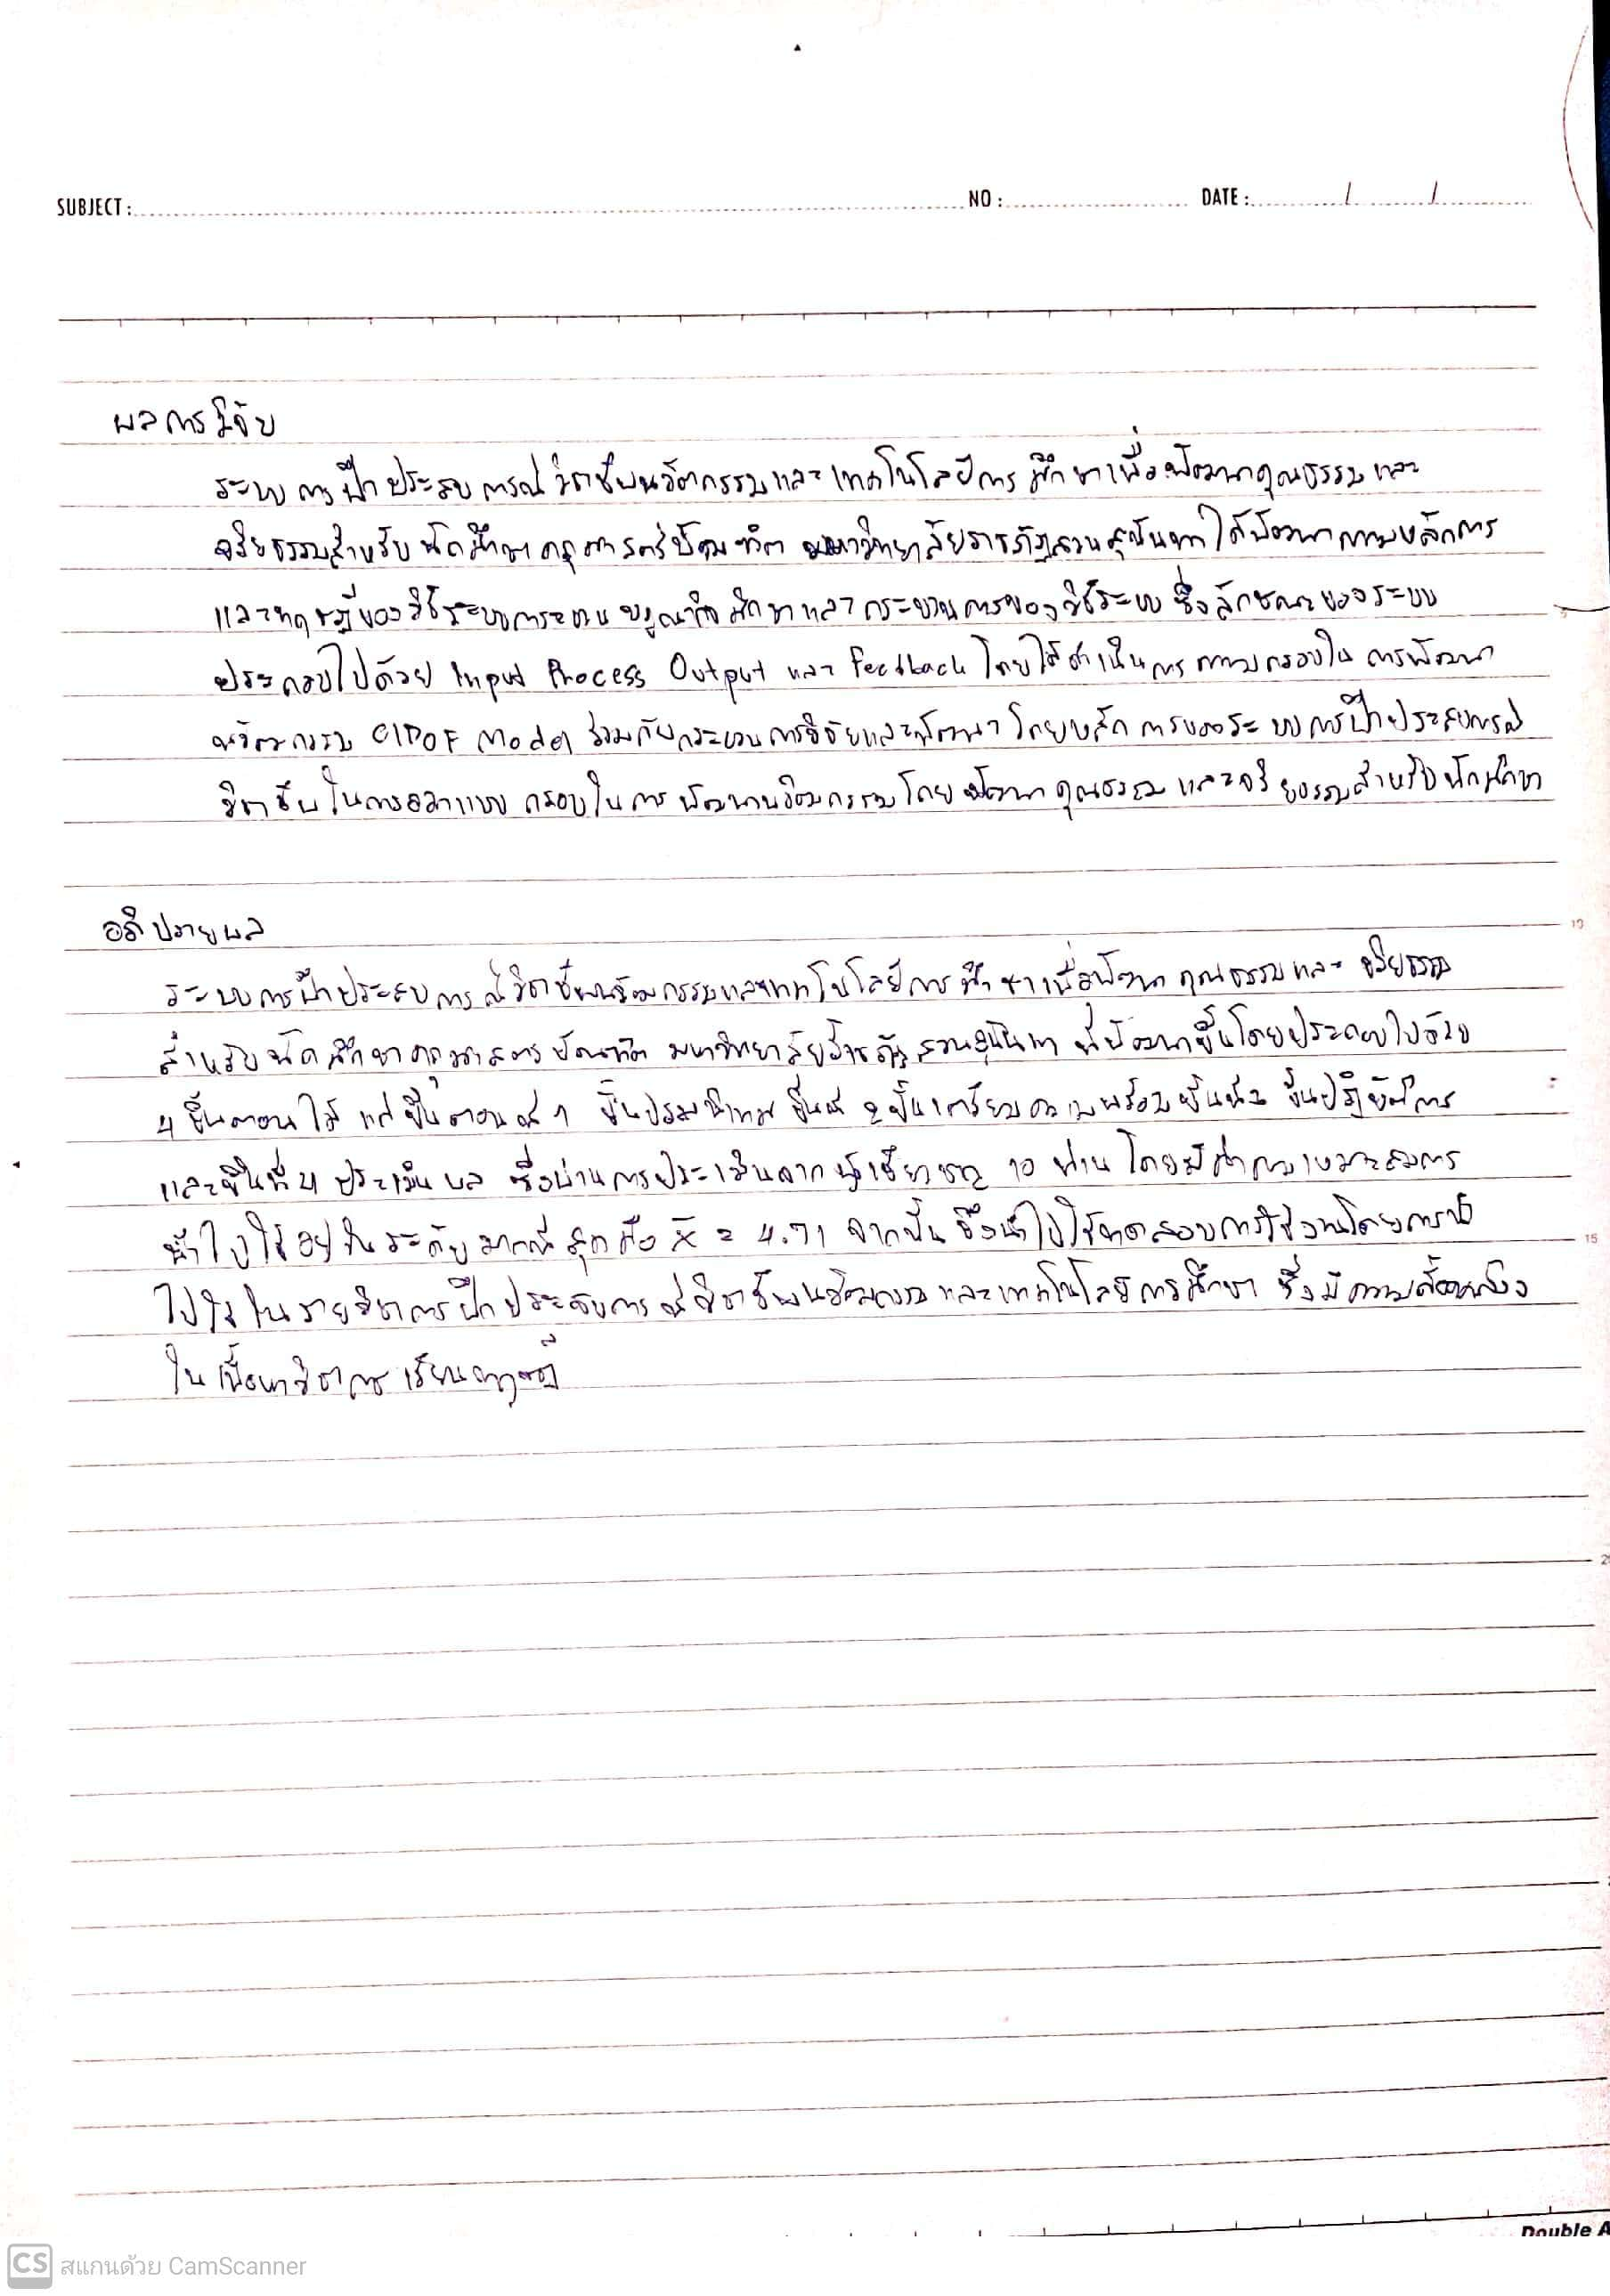 SUBJECT : NO : DATE : / /
ผลการวิจัย
ระบบการฝึกประสบการณ์วิชาชีพนวัตกรรมและเทคโนโลยีการศึกษาเพื่อพัฒนาคุณธรรมและ
จริยธรรมสำหรับนักศึกษาครุศาสตร์บัณฑิต มหาวิทยาลัยราชภัฏสวนสุนันทา ได้พัฒนาตามหลักการ
และทฤษฎีของวิธีระบบการะบวน บูรณาการศึกษาและกระบวนการของวิธีระบบ ซึ่งลักษณะของระบบ
ประกอบไปด้วย Input Process Output และ Feedback โดยได้ดำเนินการตามกรอบในการพัฒนา
นวัตกรรม CIPOF Model ร่วมกับกระบวนการวิจัยและพัฒนา โดยหลักการของระบบการฝึกประสบการณ์
วิชาชีพในการออกแบบ กรอบในการพัฒนานวัตกรรมโดยพัฒนาคุณธรรมและจริยธรรมสำหรับนักศึกษา
อภิปรายผล
ระบบการฝึกประสบการณ์วิชาชีพนวัตกรรมและเทคโนโลยีการศึกษาเพื่อพัฒนาคุณธรรมและ จริยธรรม
สำหรับนักศึกษาครุศาสตรบัณฑิต มหาวิทยาลัยราชภัฏสวนสุนันทา ที่พัฒนาขึ้นโดยประกอบไปด้วย
4 ขั้นตอน ได้แก่ ขั้นตอนที่ 1 ขั้นปฐมนิเทศ ขั้นที่ 2 ขั้นเตรียมความพร้อม ขั้นที่ 3 ขั้นปฏิบัติการ
และขั้นที่ 4 ประเมินผล ซึ่งผ่านการประเมินจากผู้เชี่ยวชาญ 10 ท่าน โดยมีค่าความเหมาะสมการ
นำไปใช้อยู่ในระดับมากที่สุดคือ x̄ = 4.71 จากนั้น จึงนำไปใช้ทดสอบการใช้งานโดยการนำ
ไปใช้ในรายวิชาการฝึกประสบการณ์วิชาชีพนวัตกรรมและเทคโนโลยีการศึกษา ซึ่งมีความสอดคล้อง
ในเนื้อหาวิชาการเรียนทฤษฎี
Double A
CS สแกนด้วย CamScanner